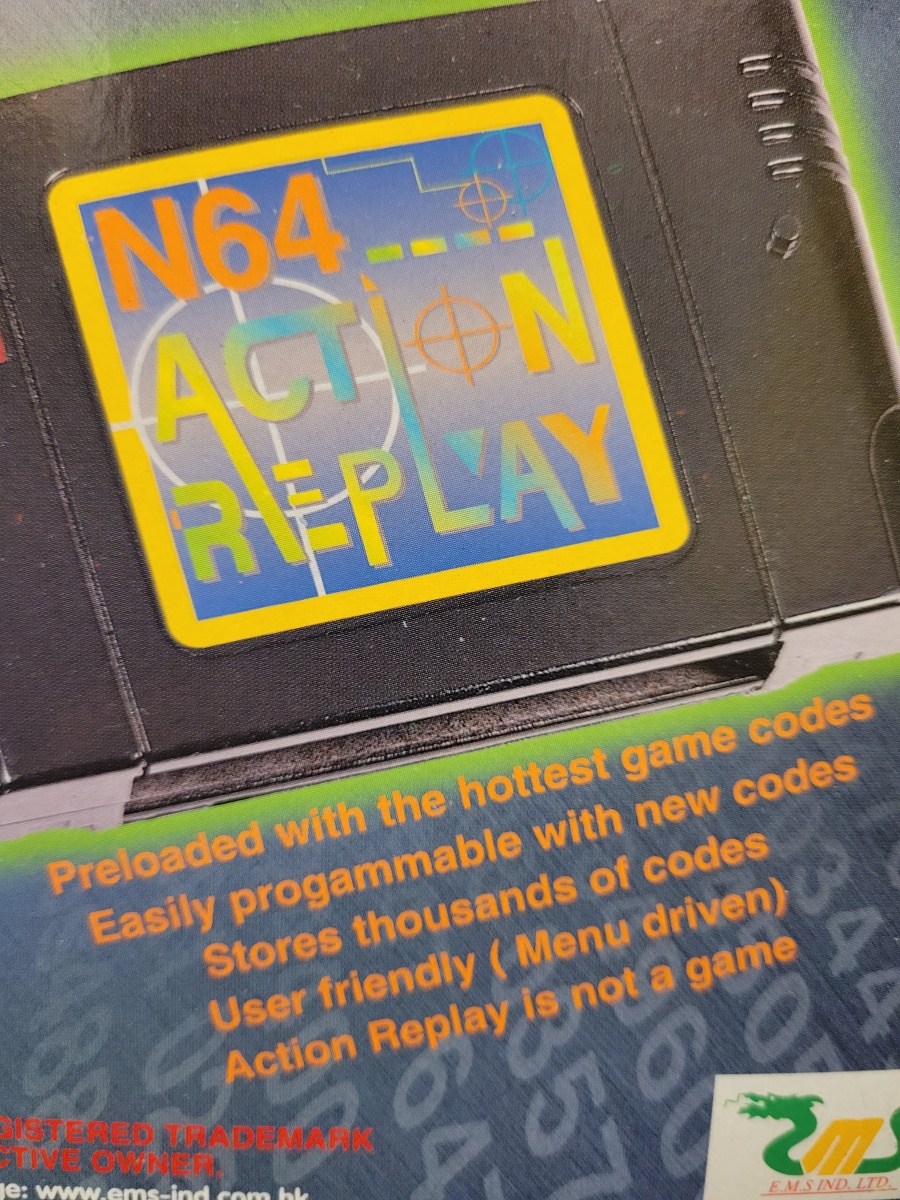 N64
ACTION
REPLAY
Preloaded with the hottest game codes
Easily progammable with new codes
Stores thousands of codes
User friendly ( Menu driven)
Action Replay is not a game
GISTERED TRADEMARK
CTIVE OWNER.
ge: www.ems-ind.com.hk
EMS
E.M.S IND. LTD.